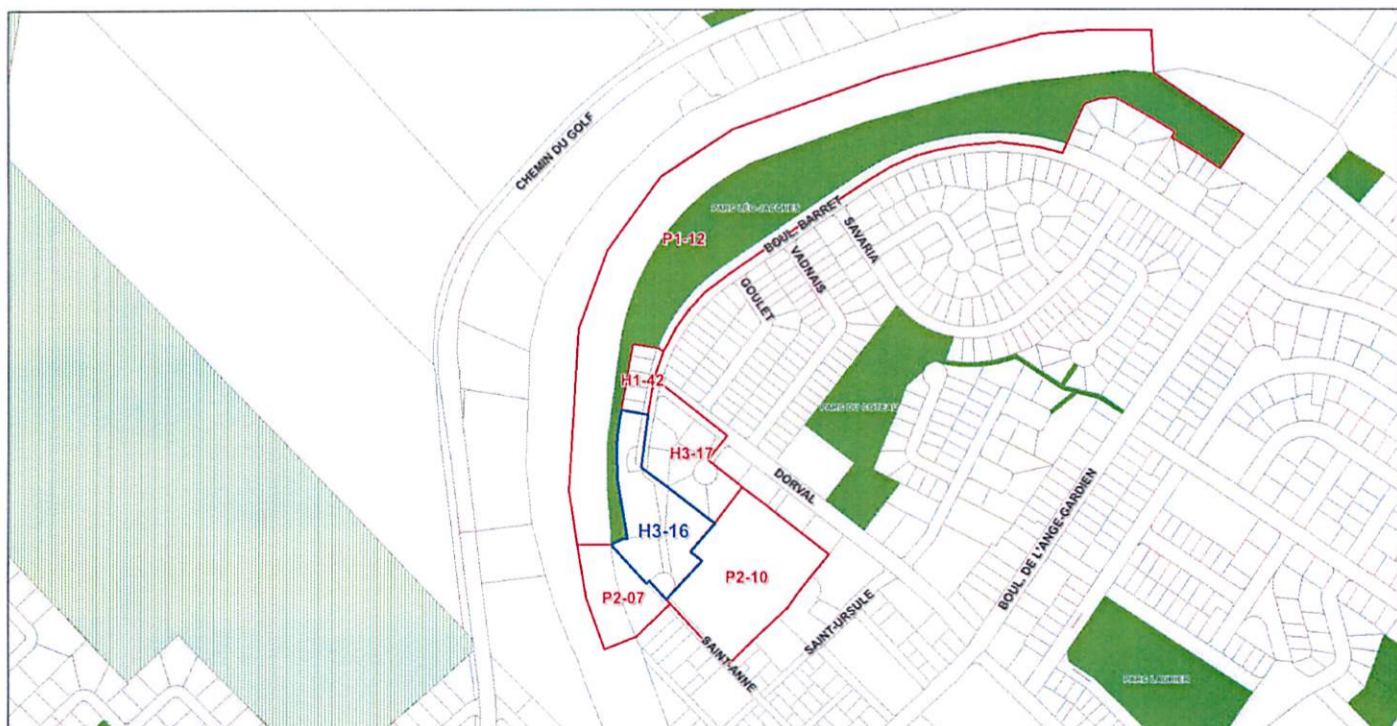 CHEMIN DU GOLF
PARC LÉO-JACQUES
P1-12
BOUL. BARRET
SAVARIA
VADNAIS
GOULET
H1-42
PARC DU COTEAU
H3-17
DORVAL
H3-16
P2-10
P2-07
BOUL. DE L'ANGE-GARDIEN
SAINT-URSULE
SAINT-ANNE
PARC LAURIER